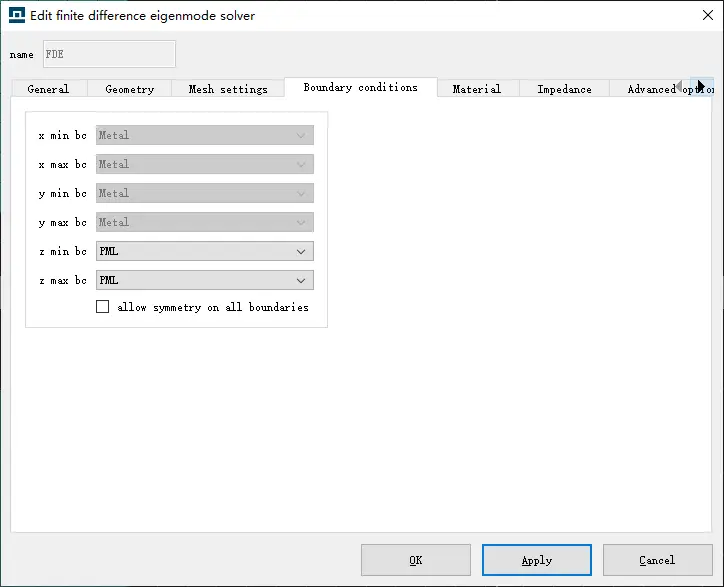 Edit finite difference eigenmode solver
name FDE
General Geometry Mesh settings Boundary conditions Material Impedance Advanced optior
x min bc Metal
x max bc Metal
y min bc Metal
y max bc Metal
z min bc PML
z max bc PML
allow symmetry on all boundaries
OK Apply Cancel